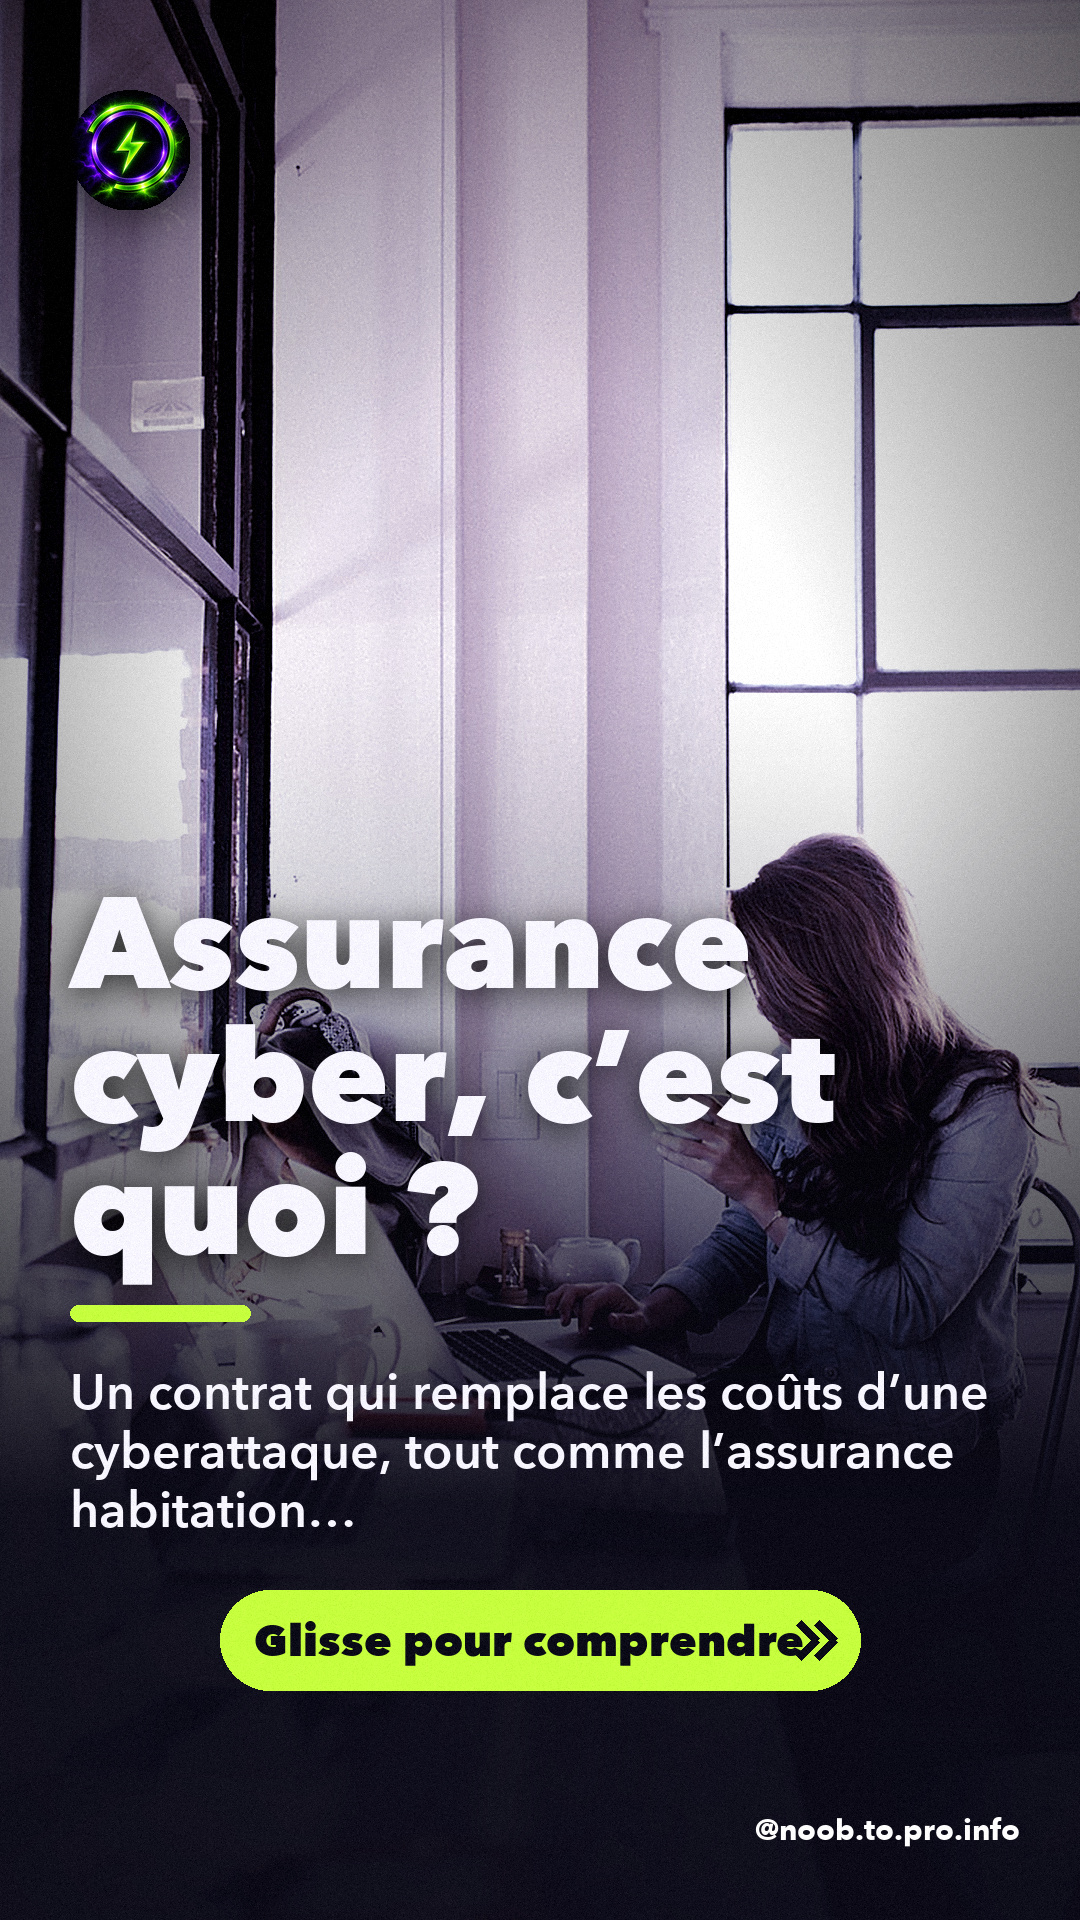 Assurance
cyber, c’est
quoi ?
Un contrat qui remplace les coûts d’une
cyberattaque, tout comme l’assurance
habitation…
Glisse pour comprendre
@noob.to.pro.info